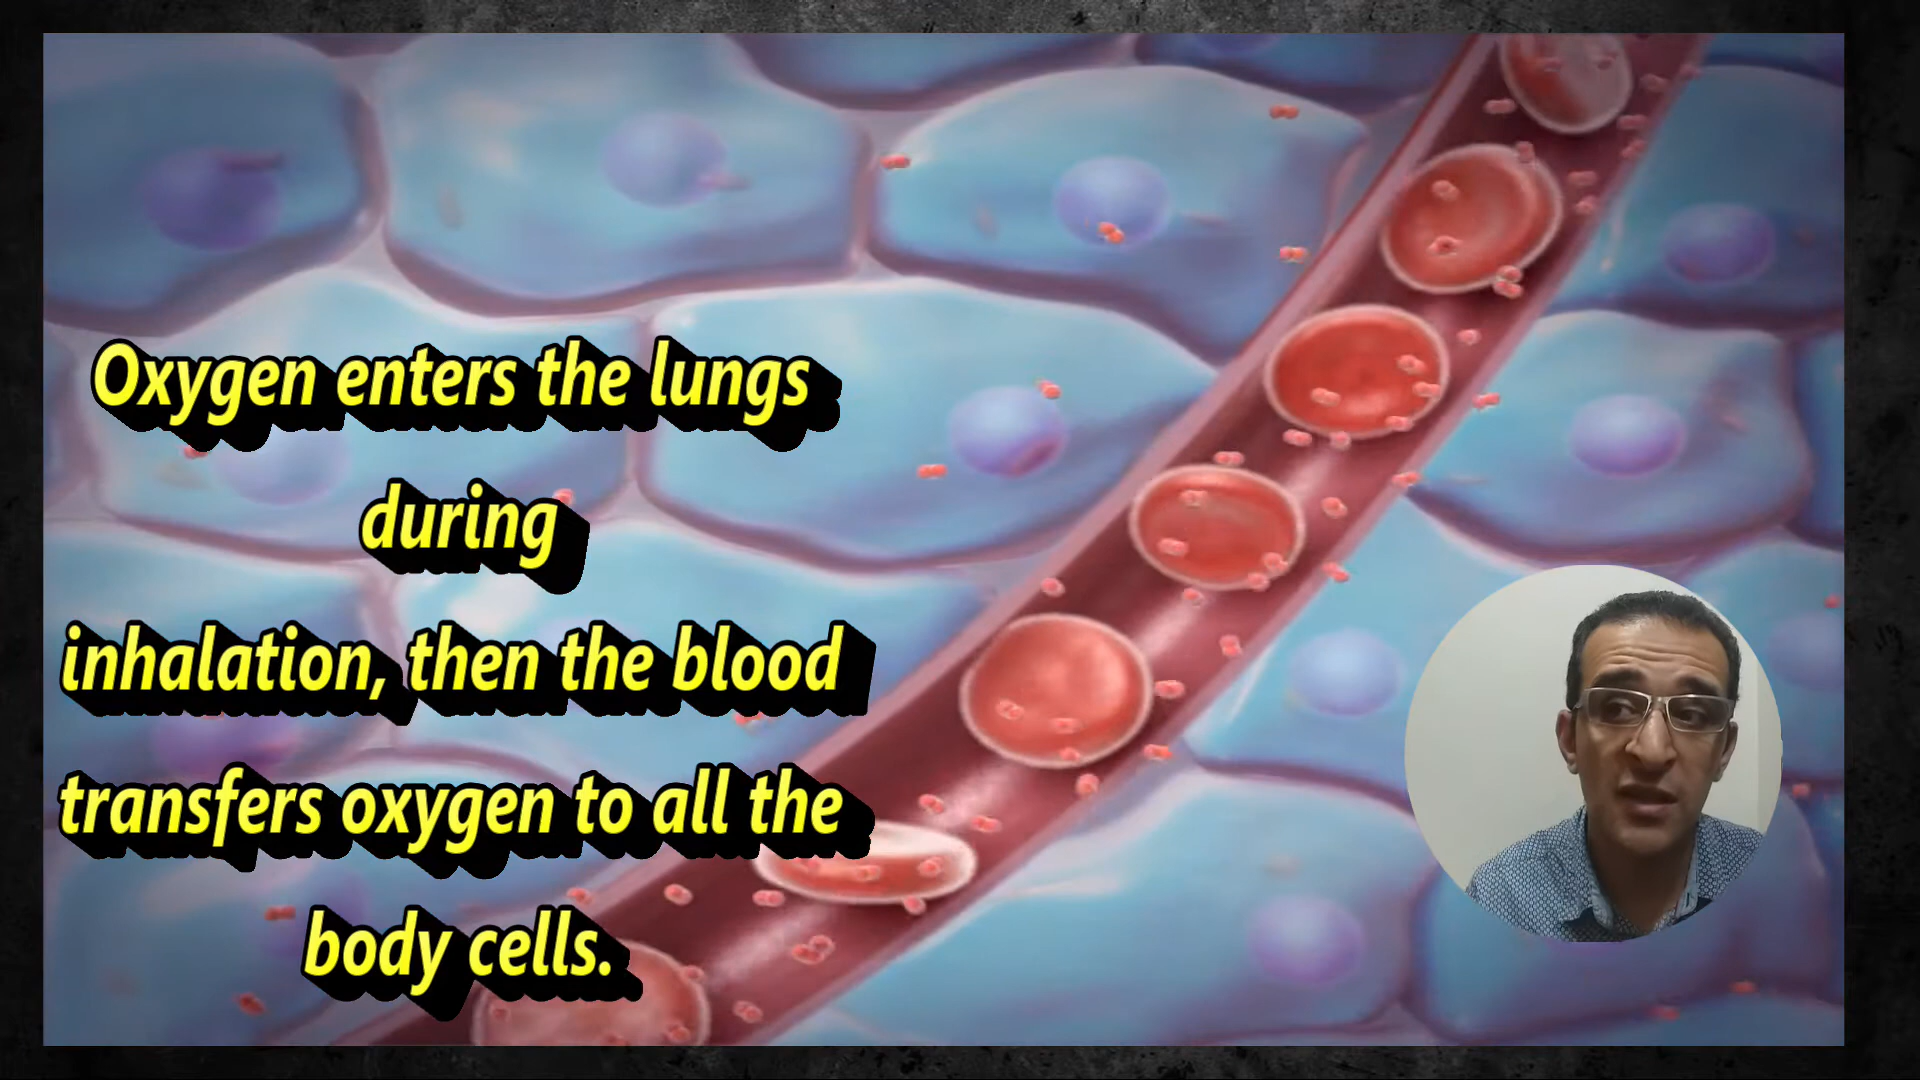 Oxygen enters the lungs
during
inhalation, then the blood
transfers oxygen to all the
body cells.